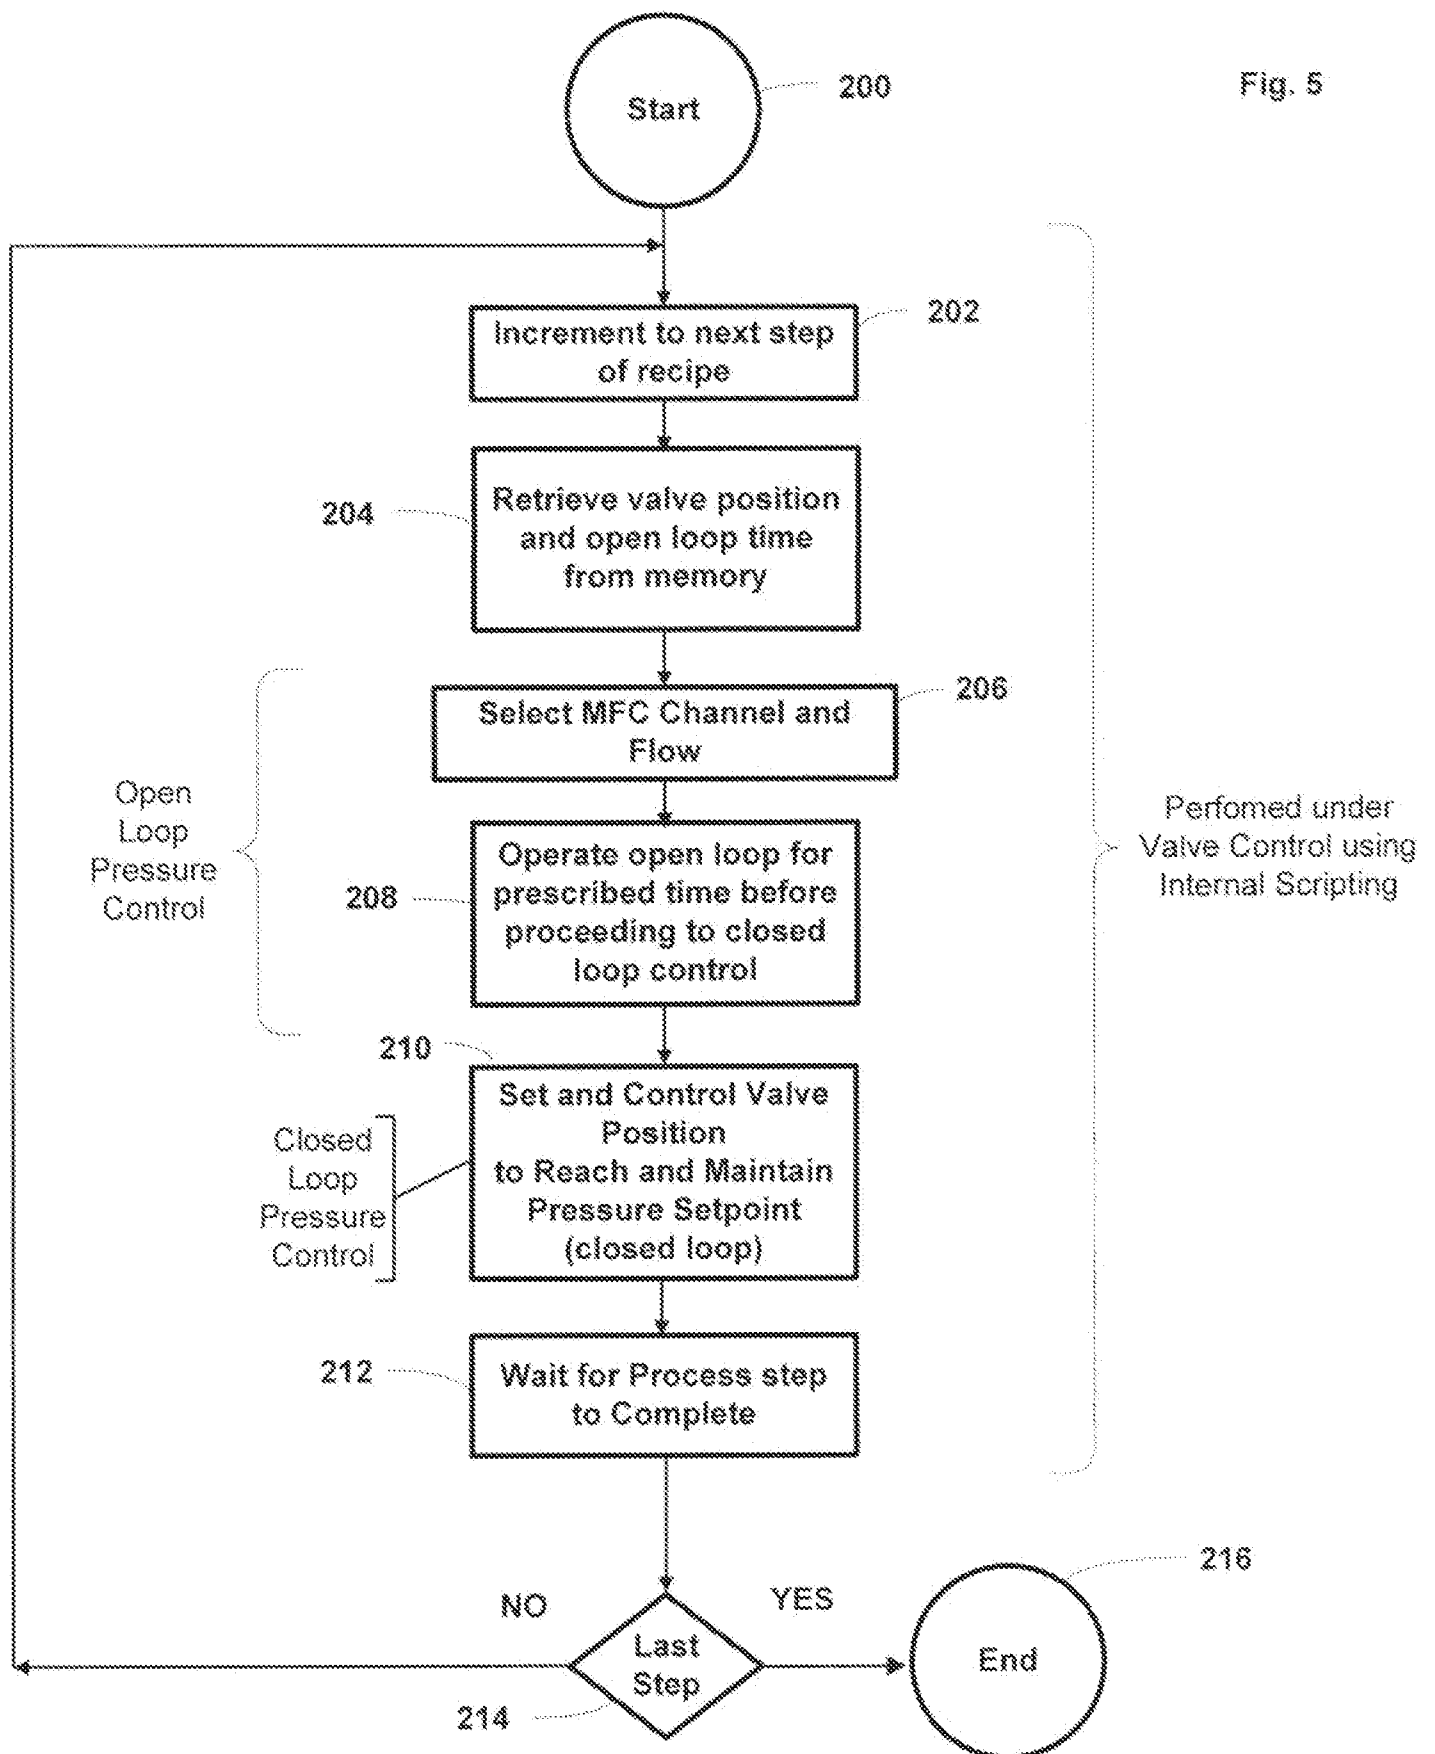 Fig. 5
Start
200
Increment to next step
of recipe
202
Retrieve valve position
and open loop time
from memory
204
Select MFC Channel and
Flow
206
Open
Loop
Pressure
Control
Operate open loop for
prescribed time before
proceeding to closed
loop control
208
Perfomed under
Valve Control using
Internal Scripting
210
Set and Control Valve
Position
to Reach and Maintain
Pressure Setpoint
(closed loop)
Closed
Loop
Pressure
Control
212
Wait for Process step
to Complete
NO
YES
Last
Step
214
End
216